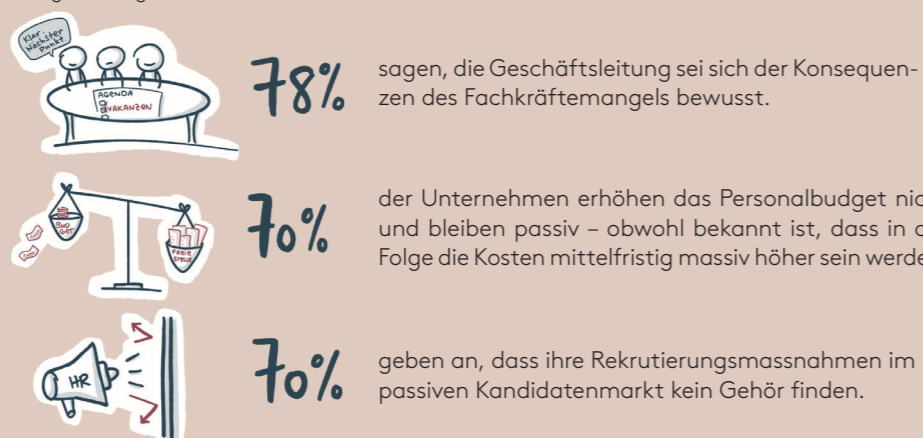 Klar.
Nächster
Punkt.
AGENDA
VAKANZEN
78%
sagen, die Geschäftsleitung sei sich der Konsequen-
zen des Fachkräftemangels bewusst.
BUD
GET
FREIE
STELLE
70%
der Unternehmen erhöhen das Personalbudget nic
und bleiben passiv – obwohl bekannt ist, dass in d
Folge die Kosten mittelfristig massiv höher sein werde
HR
70%
geben an, dass ihre Rekrutierungsmassnahmen im
passiven Kandidatenmarkt kein Gehör finden.